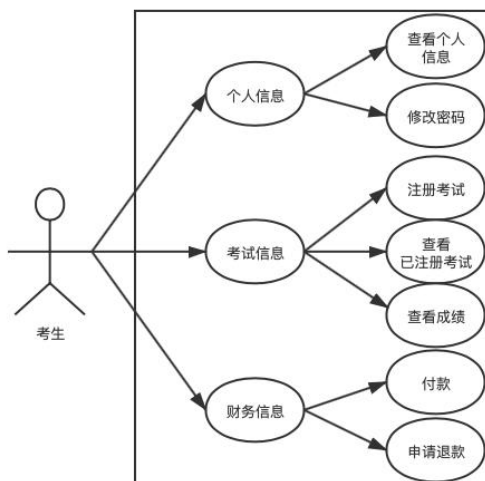 查看个人
信息
个人信息
修改密码
注册考试
考试信息
查看
已注册考试
查看成绩
考生
付款
财务信息
申请退款